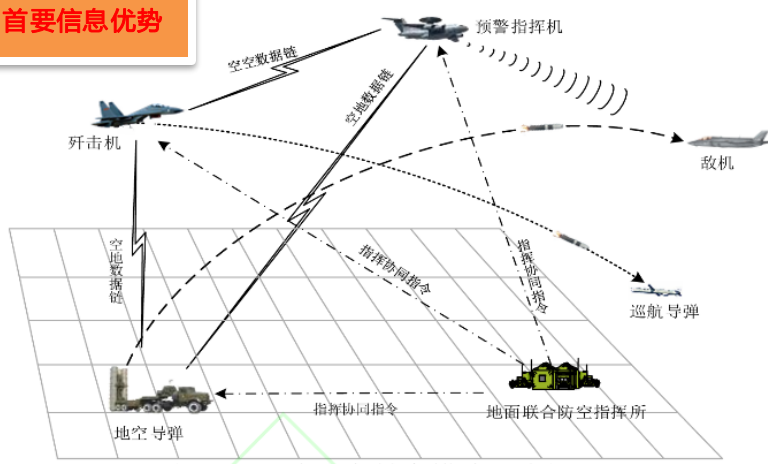 首要信息优势
预警指挥机
空空数据链
空地数据链
歼击机
敌机
空地数据链
指挥协同指令
指挥协同指令
巡航导弹
地空导弹
指挥协同指令
地面联合防空指挥所